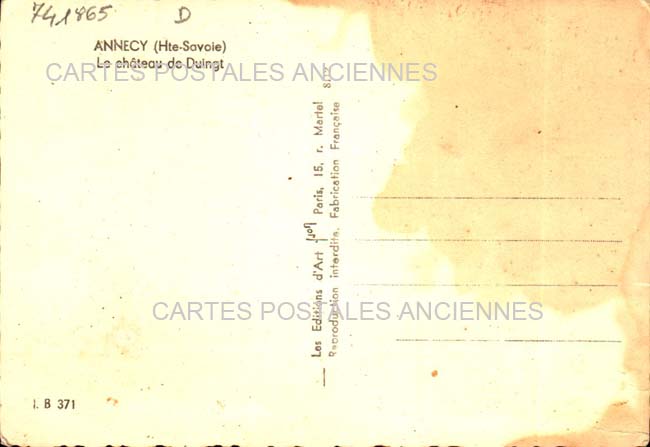 741865 D
ANNECY (Hte-Savoie)
Le château de Duingt
CARTES POSTALES ANCIENNES
Les Editions d'Art Yvon Paris, 15, r. Martel
Reproduction interdite. Fabrication Française
CARTES POSTALES ANCIENNES
I. B 371